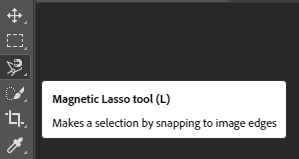 Magnetic Lasso tool (L)
Makes a selection by snapping to image edges